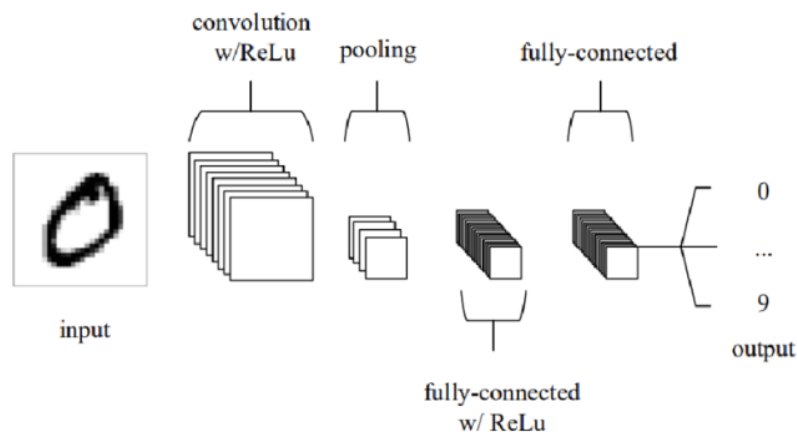 convolution
w/ReLu
pooling
fully-connected
input
fully-connected
w/ ReLu
0
...
9
output